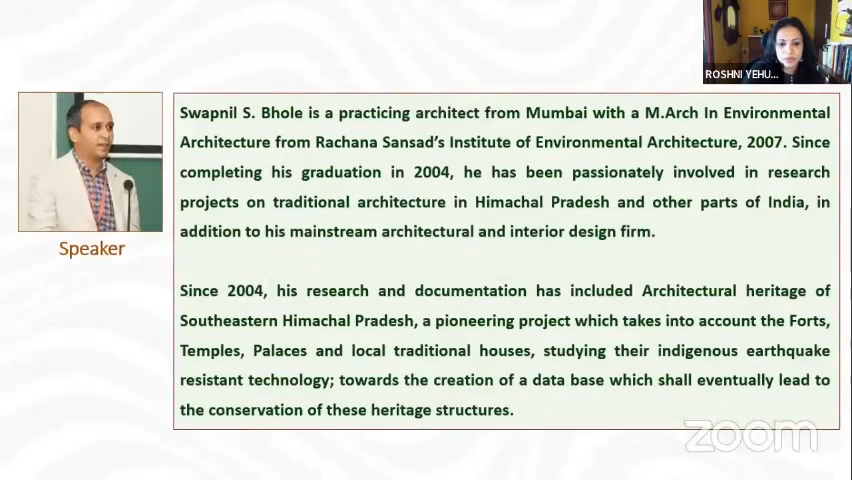 ROSHNI YEHU...
Swapnil S. Bhole is a practicing architect from Mumbai with a M.Arch In Environmental
Architecture from Rachana Sansad's Institute of Environmental Architecture, 2007. Since
completing his graduation in 2004, he has been passionately involved in research
projects on traditional architecture in Himachal Pradesh and other parts of India, in
addition to his mainstream architectural and interior design firm.
Since 2004, his research and documentation has included Architectural heritage of
Southeastern Himachal Pradesh, a pioneering project which takes into account the Forts,
Temples, Palaces and local traditional houses, studying their indigenous earthquake
resistant technology; towards the creation of a data base which shall eventually lead to
the conservation of these heritage structures.
Speaker
zoom